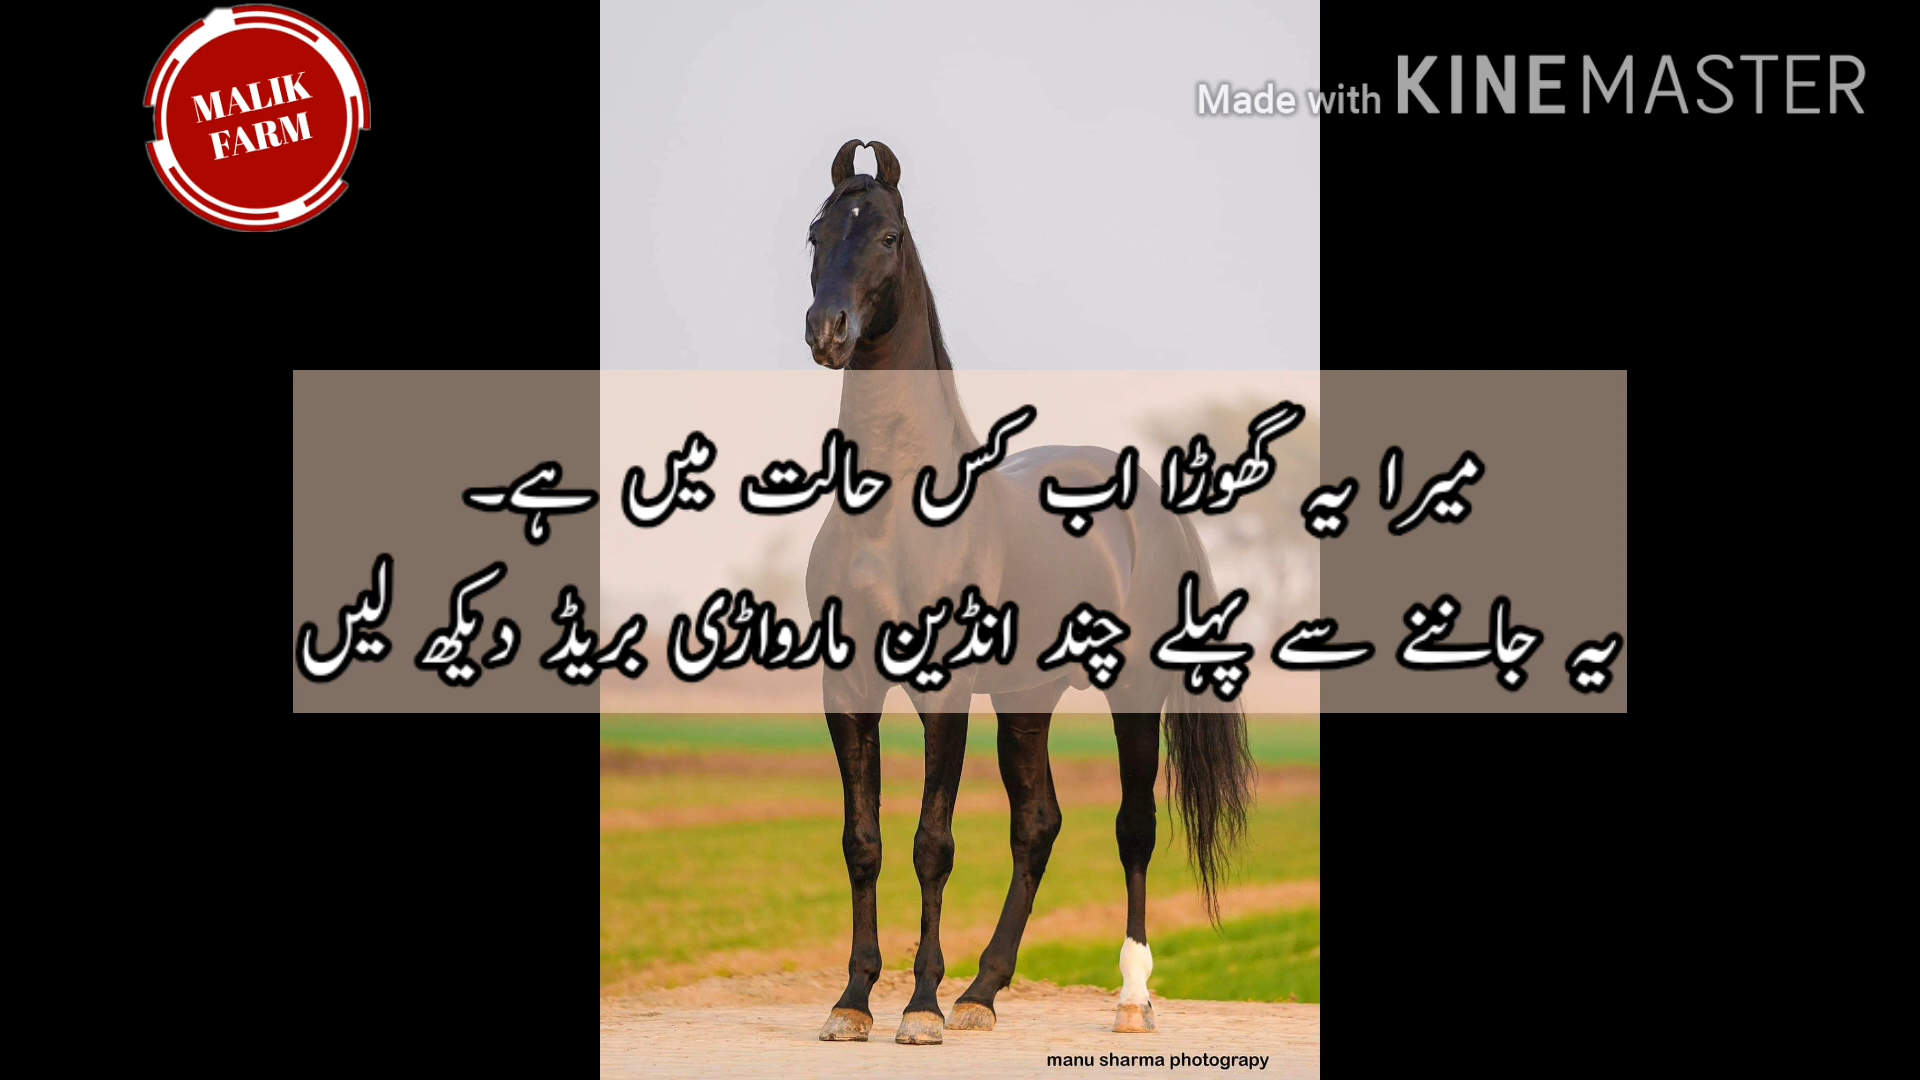 MALIK
FARM
Made with KINEMASTER
میرا یہ گھوڑا اب کس حالت میں ہے۔
یہ جاننے سے پہلے چند انڈین مارواڑی بریڈ دیکھ لیں
manu sharma photograpy